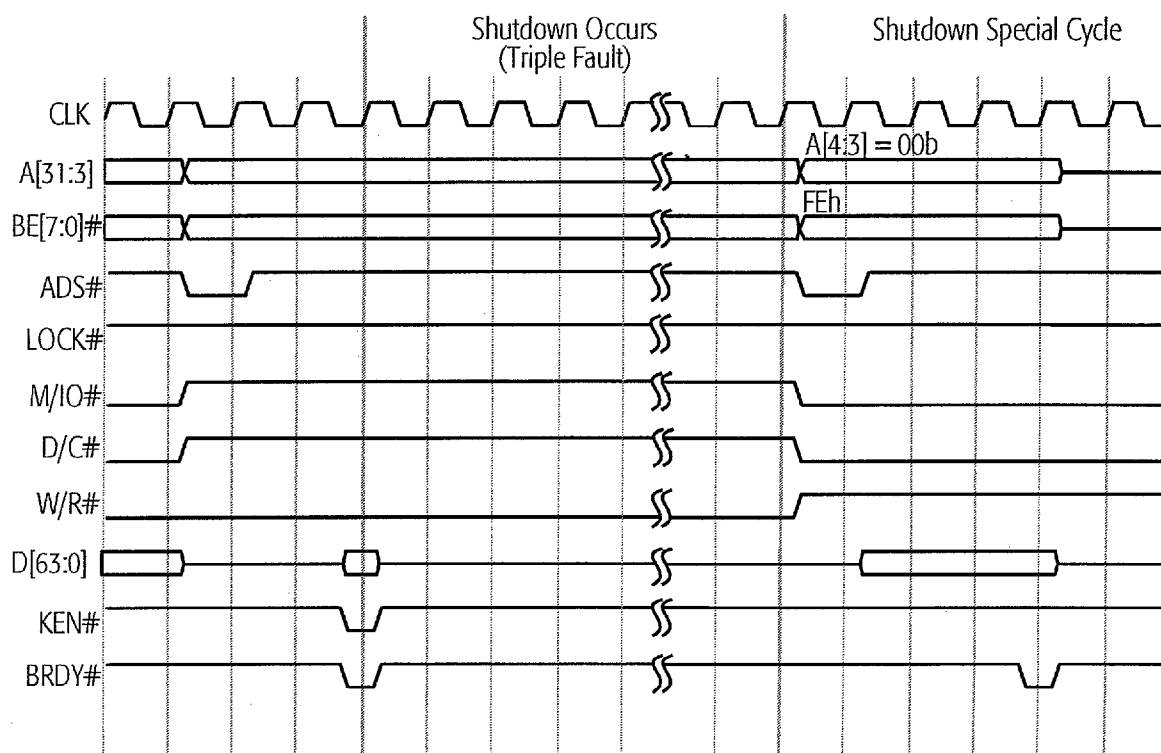 Shutdown Occurs
(Triple Fault)
Shutdown Special Cycle
CLK
A[4:3] = 00b
A[31:3]
FEh
BE[7:0]#
ADS#
LOCK#
M/IO#
D/C#
W/R#
D[63:0]
KEN#
BRDY#